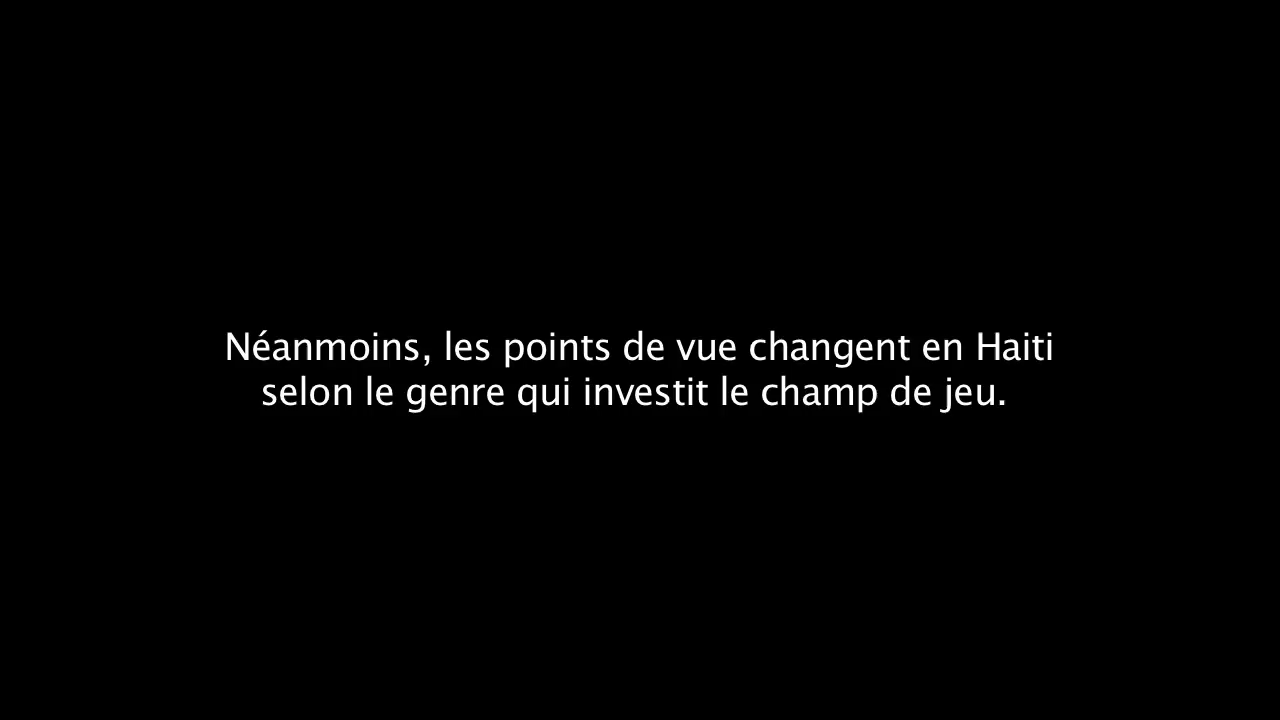 Néanmoins, les points de vue changent en Haiti
selon le genre qui investit le champ de jeu.